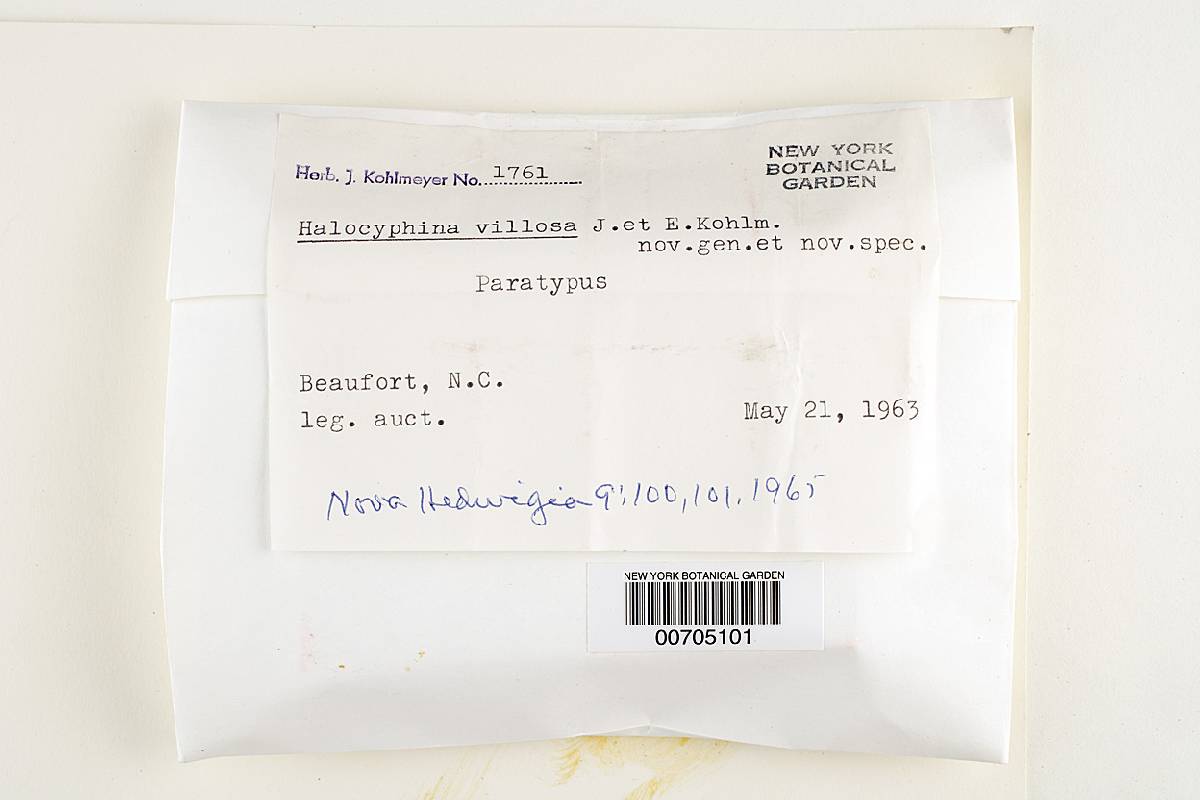 Herb. J. Kohlmeyer No. 1761
NEW YORK
BOTANICAL
GARDEN
Halocyphina villosa J.et E.Kohlm.
nov.gen.et nov.spec.
Paratypus
Beaufort, N.C.
leg. auct.
May 21, 1963
Nova Hedwigia 9:100,101.1965
NEW YORK BOTANICAL GARDEN
00705101